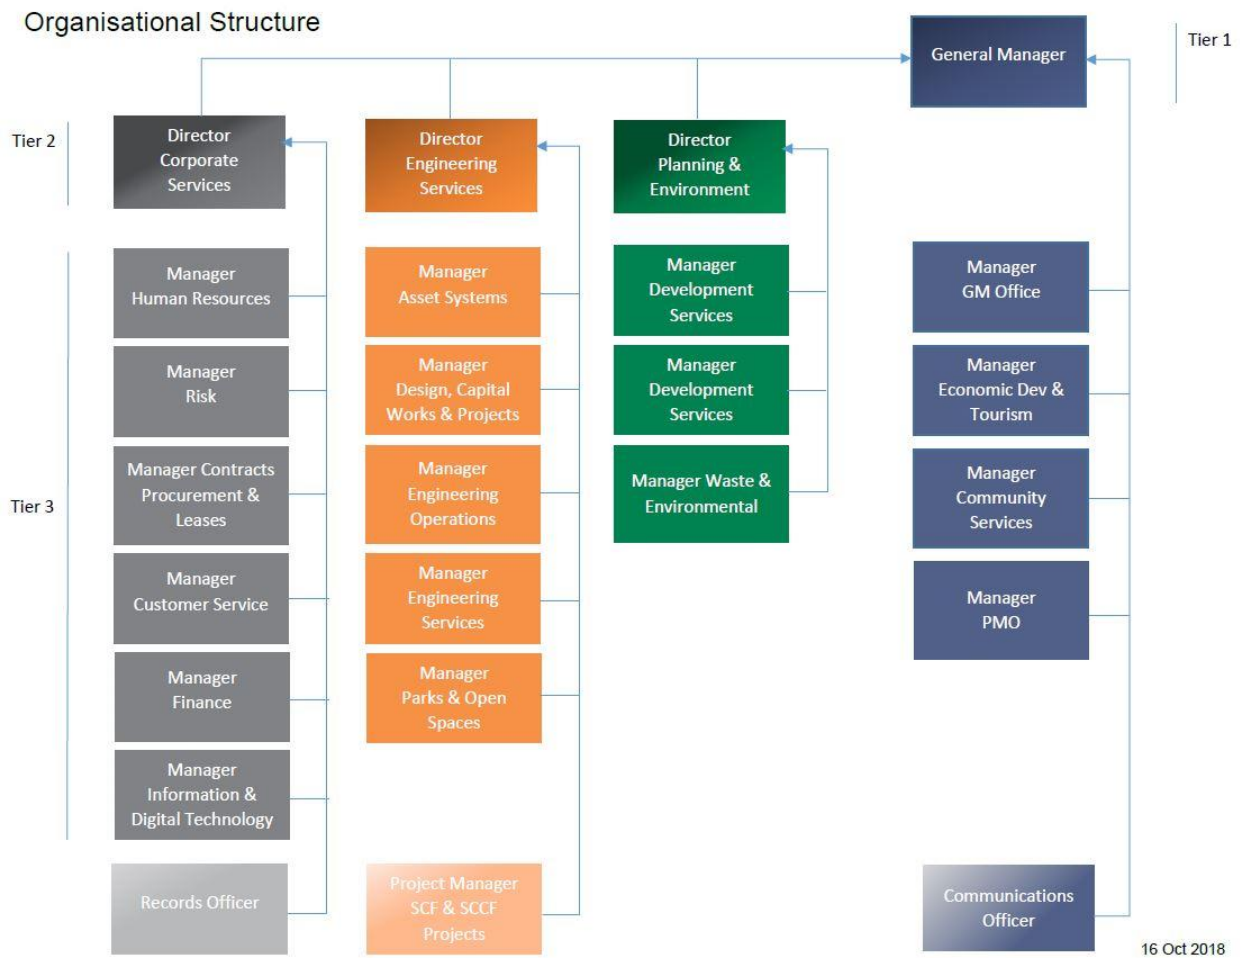 Organisational Structure
General Manager
Tier 1
Tier 2
Director
Corporate
Services
Director
Engineering
Services
Director
Planning &
Environment
Tier 3
Manager
Human Resources
Manager
Risk
Manager Contracts
Procurement &
Leases
Manager
Customer Service
Manager
Finance
Manager
Information &
Digital Technology
Records Officer
Manager
Asset Systems
Manager
Design, Capital
Works & Projects
Manager
Engineering
Operations
Manager
Engineering
Services
Manager
Parks & Open
Spaces
Project Manager
SCF & SCCF
Projects
Manager
Development
Services
Manager
Development
Services
Manager Waste &
Environmental
Manager
GM Office
Manager
Economic Dev &
Tourism
Manager
Community
Services
Manager
PMO
Communications
Officer
16 Oct 2018